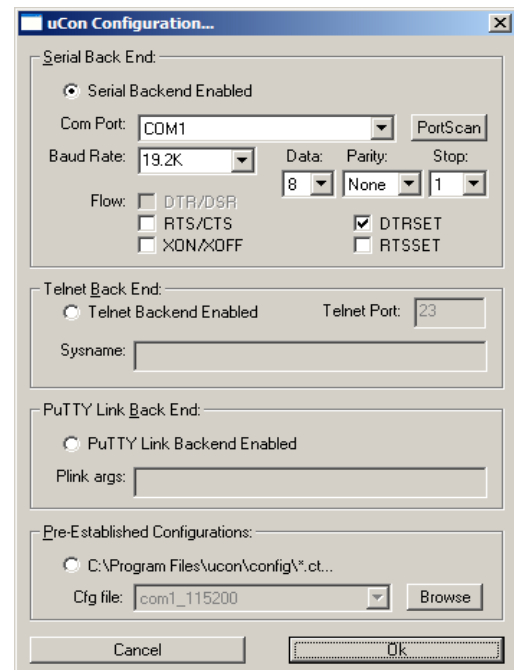 uCon Configuration...
Serial Back End:
Serial Backend Enabled
Com Port: COM1 PortScan
Baud Rate: 19.2K Data: 8 Parity: None Stop: 1
Flow: DTR/DSR
RTS/CTS DTRSET
XON/XOFF RTSSET
Telnet Back End:
Telnet Backend Enabled Telnet Port: 23
Sysname:
PuTTY Link Back End:
PuTTY Link Backend Enabled
Plink args:
Pre-Established Configurations:
C:\Program Files\ucon\config\*.ct...
Cfg file: com1_115200 Browse
Cancel Ok